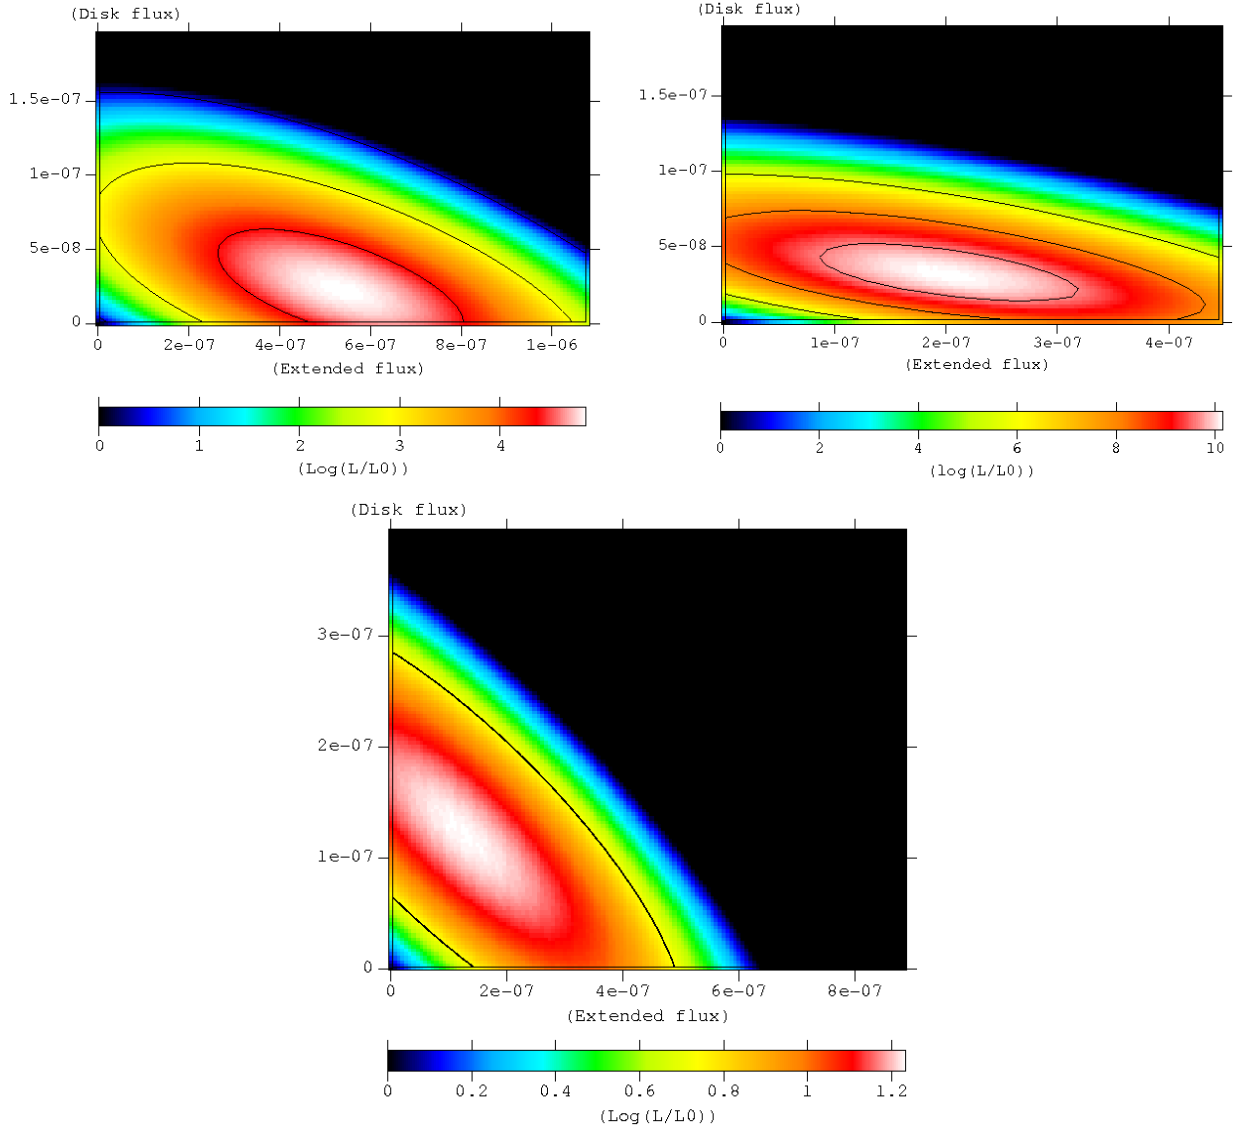 (Disk flux)
1.5e-07
1e-07
5e-08
0
0 2e-07 4e-07 6e-07 8e-07 1e-06
(Extended flux)
0 1 2 3 4
(Log(L/L0))
(Disk flux)
1.5e-07
1e-07
5e-08
0
0 1e-07 2e-07 3e-07 4e-07
(Extended flux)
0 2 4 6 8 10
(log(L/L0))
(Disk flux)
3e-07
2e-07
1e-07
0
0 2e-07 4e-07 6e-07 8e-07
(Extended flux)
0 0.2 0.4 0.6 0.8 1 1.2
(Log(L/L0))